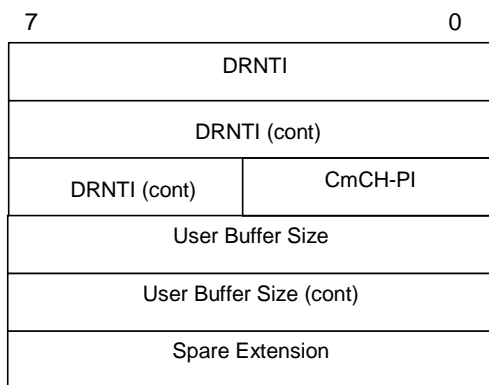 7 0
DRNTI
DRNTI (cont)
DRNTI (cont) CmCH-PI
User Buffer Size
User Buffer Size (cont)
Spare Extension